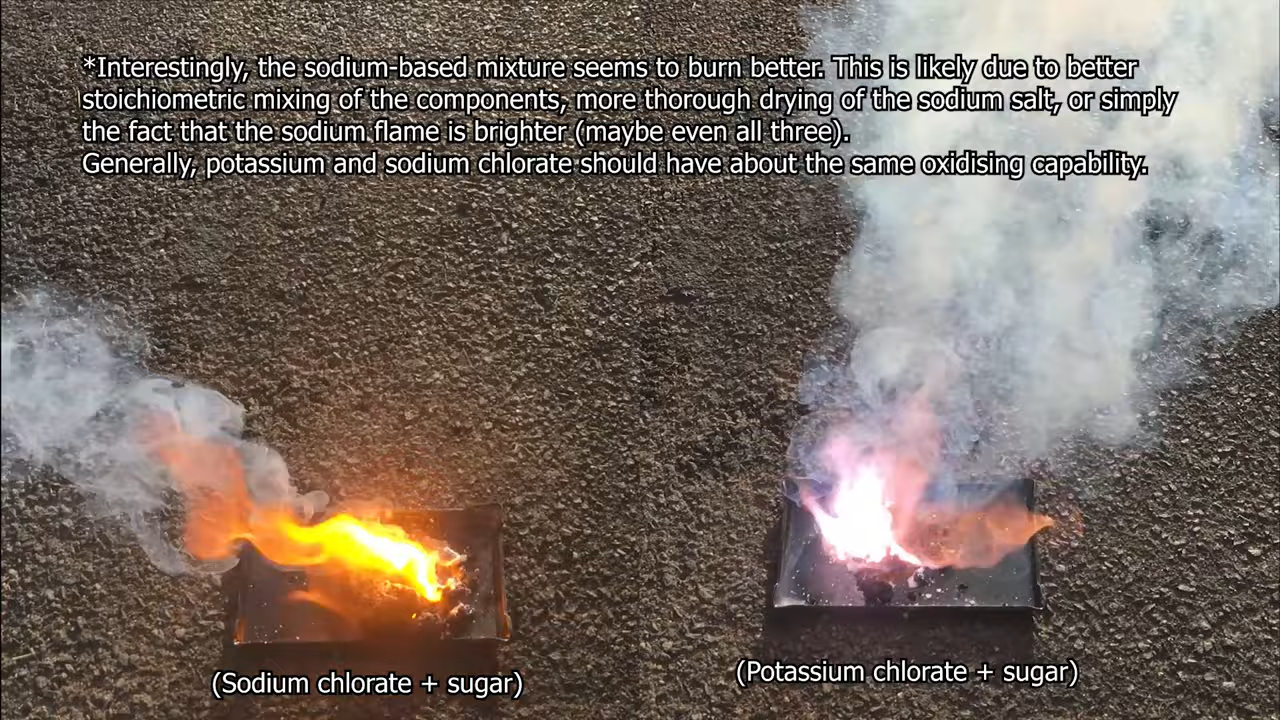 *Interestingly, the sodium-based mixture seems to burn better. This is likely due to better
stoichiometric mixing of the components, more thorough drying of the sodium salt, or simply
the fact that the sodium flame is brighter (maybe even all three).
Generally, potassium and sodium chlorate should have about the same oxidising capability.
(Sodium chlorate + sugar)
(Potassium chlorate + sugar)